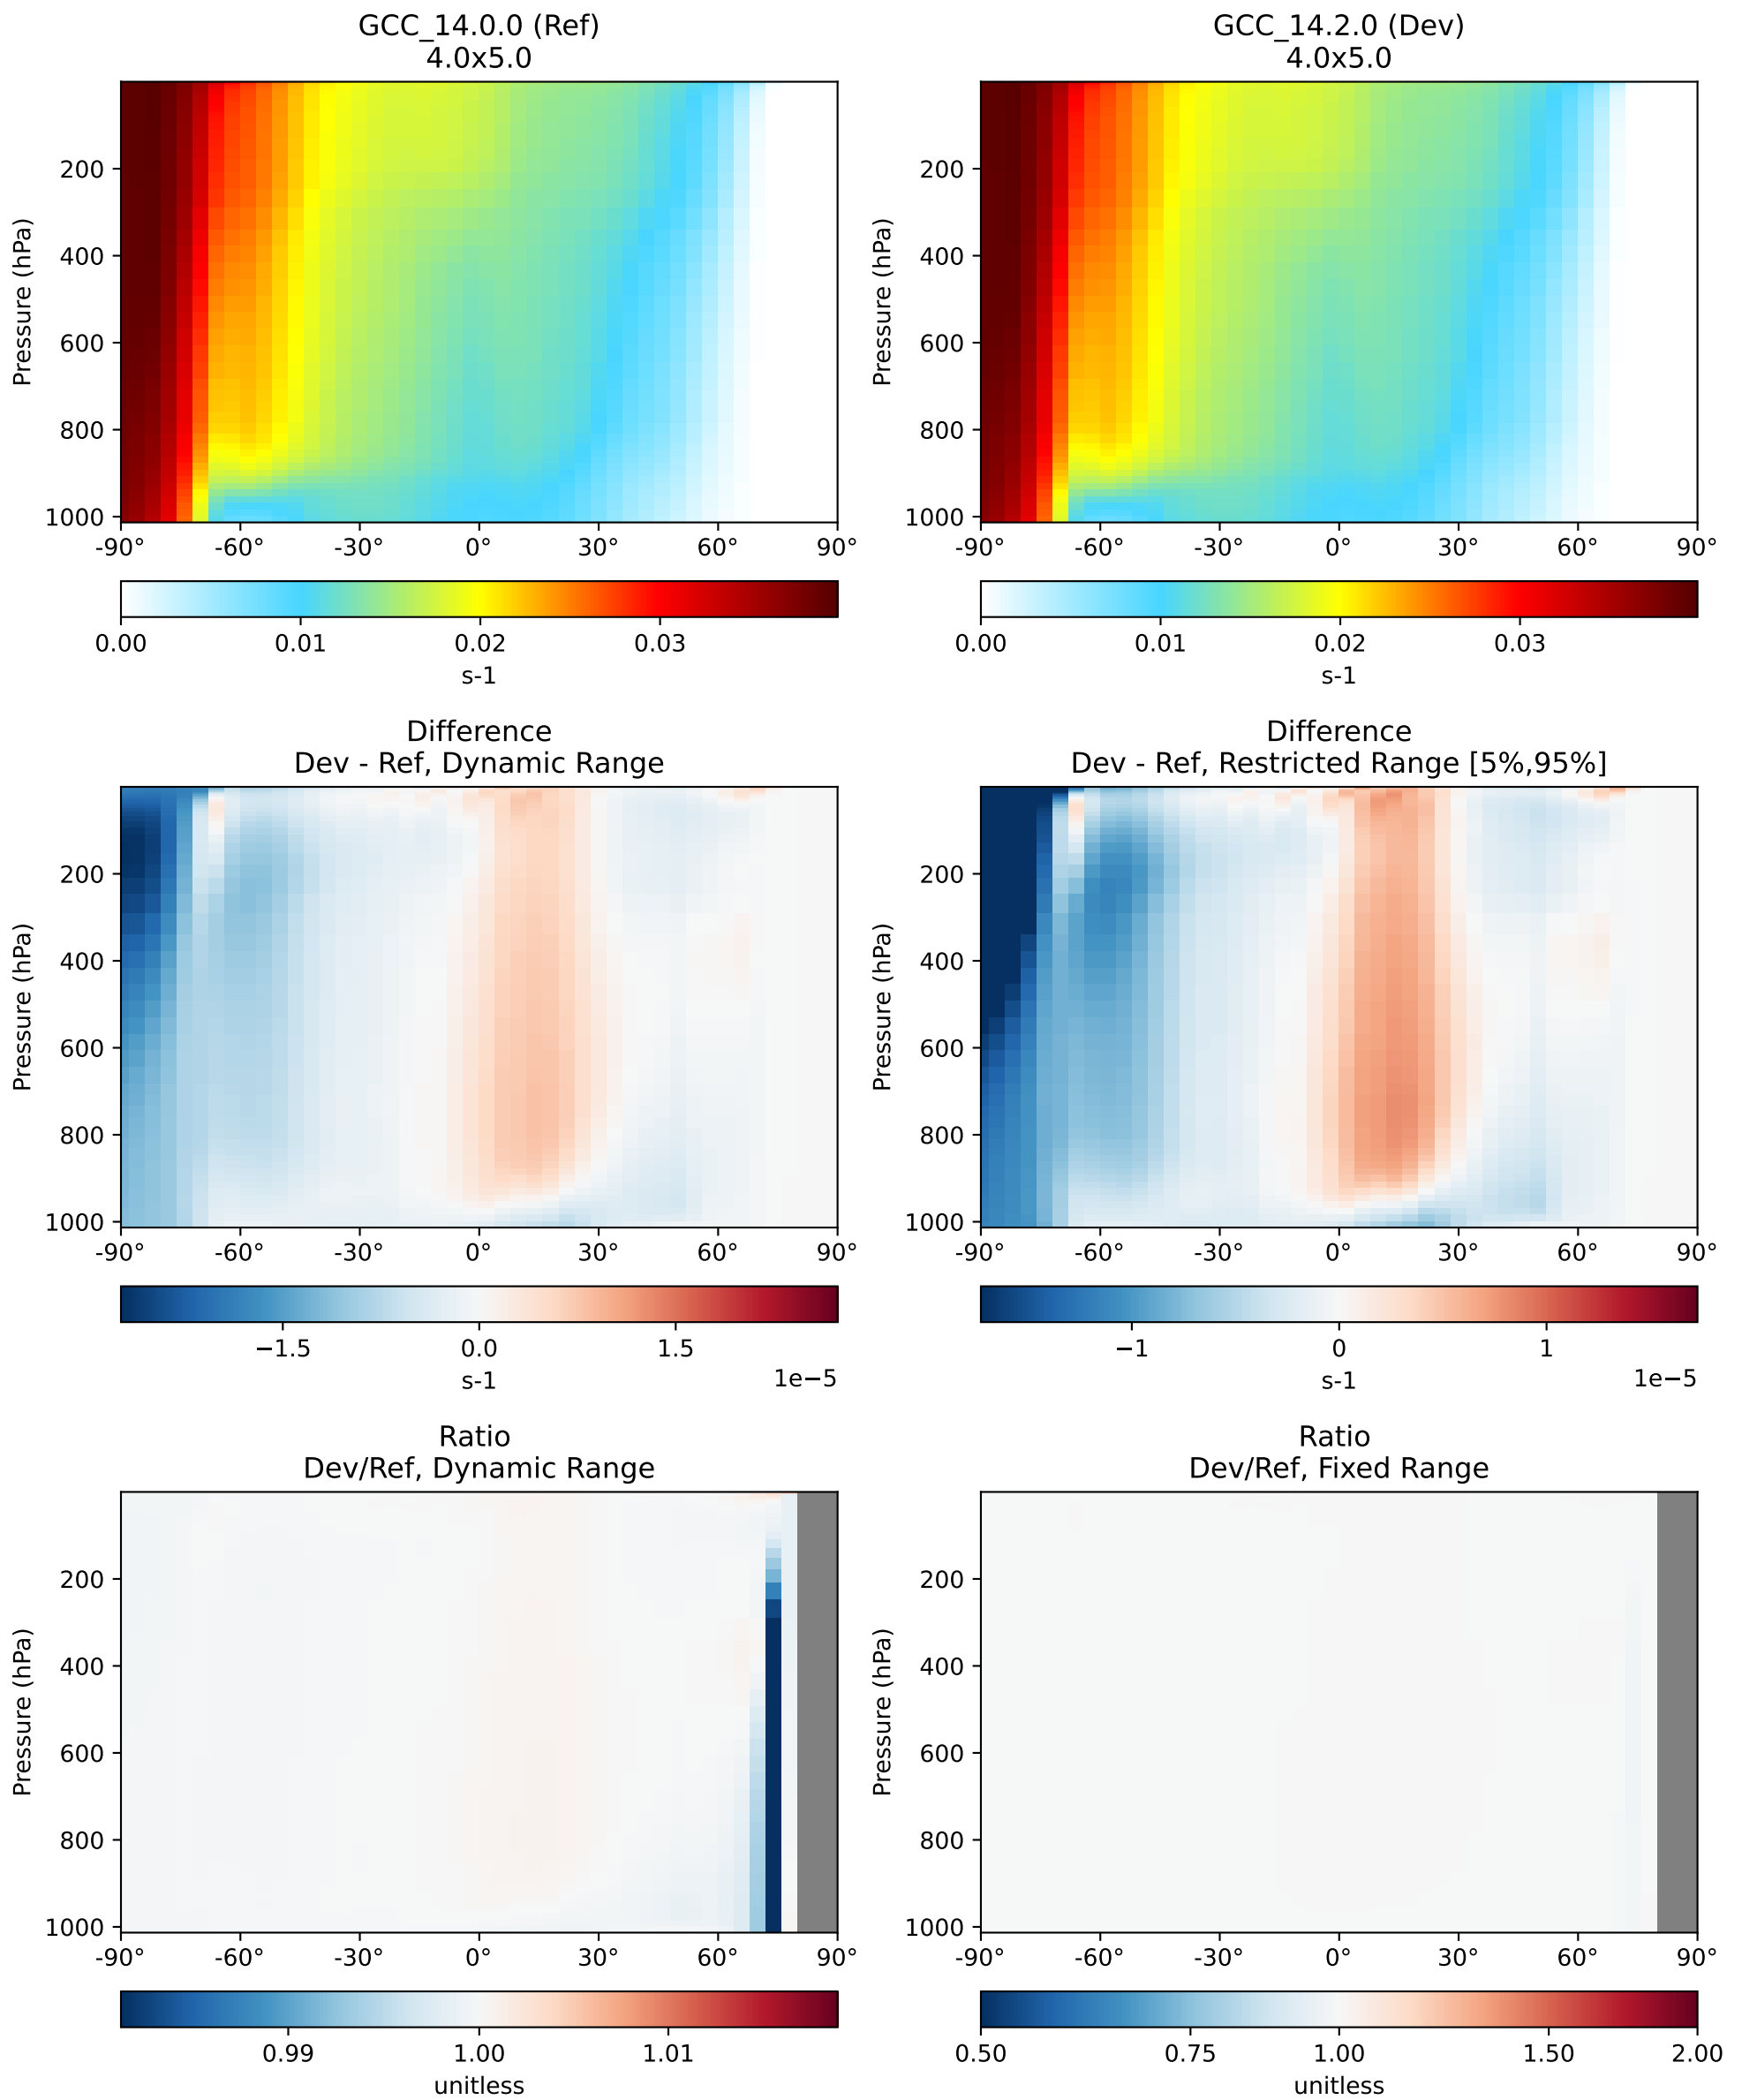 GCC_14.0.0 (Ref)
4.0x5.0
Pressure (hPa)
200
400
600
800
1000
-90° -60° -30° 0° 30° 60° 90°
0.00 0.01 0.02 0.03
s-1
GCC_14.2.0 (Dev)
4.0x5.0
Pressure (hPa)
200
400
600
800
1000
-90° -60° -30° 0° 30° 60° 90°
0.00 0.01 0.02 0.03
s-1
Difference
Dev - Ref, Dynamic Range
Pressure (hPa)
200
400
600
800
1000
-90° -60° -30° 0° 30° 60° 90°
−1.5 0.0 1.5
s-1
1e−5
Difference
Dev - Ref, Restricted Range [5%,95%]
Pressure (hPa)
200
400
600
800
1000
-90° -60° -30° 0° 30° 60° 90°
−1 0 1
s-1
1e−5
Ratio
Dev/Ref, Dynamic Range
Pressure (hPa)
200
400
600
800
1000
-90° -60° -30° 0° 30° 60° 90°
0.99 1.00 1.01
unitless
Ratio
Dev/Ref, Fixed Range
Pressure (hPa)
200
400
600
800
1000
-90° -60° -30° 0° 30° 60° 90°
0.50 0.75 1.00 1.50 2.00
unitless